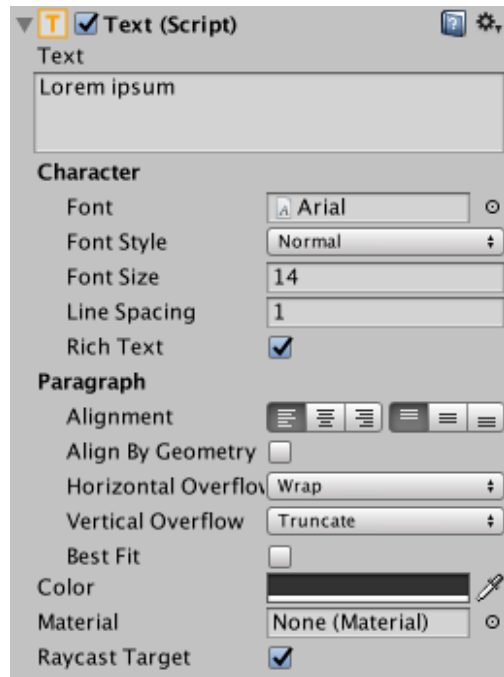 T Text (Script)
Text
Lorem ipsum
Character
Font A Arial
Font Style Normal
Font Size 14
Line Spacing 1
Rich Text
Paragraph
Alignment
Align By Geometry
Horizontal Overflov Wrap
Vertical Overflow Truncate
Best Fit
Color
Material None (Material)
Raycast Target